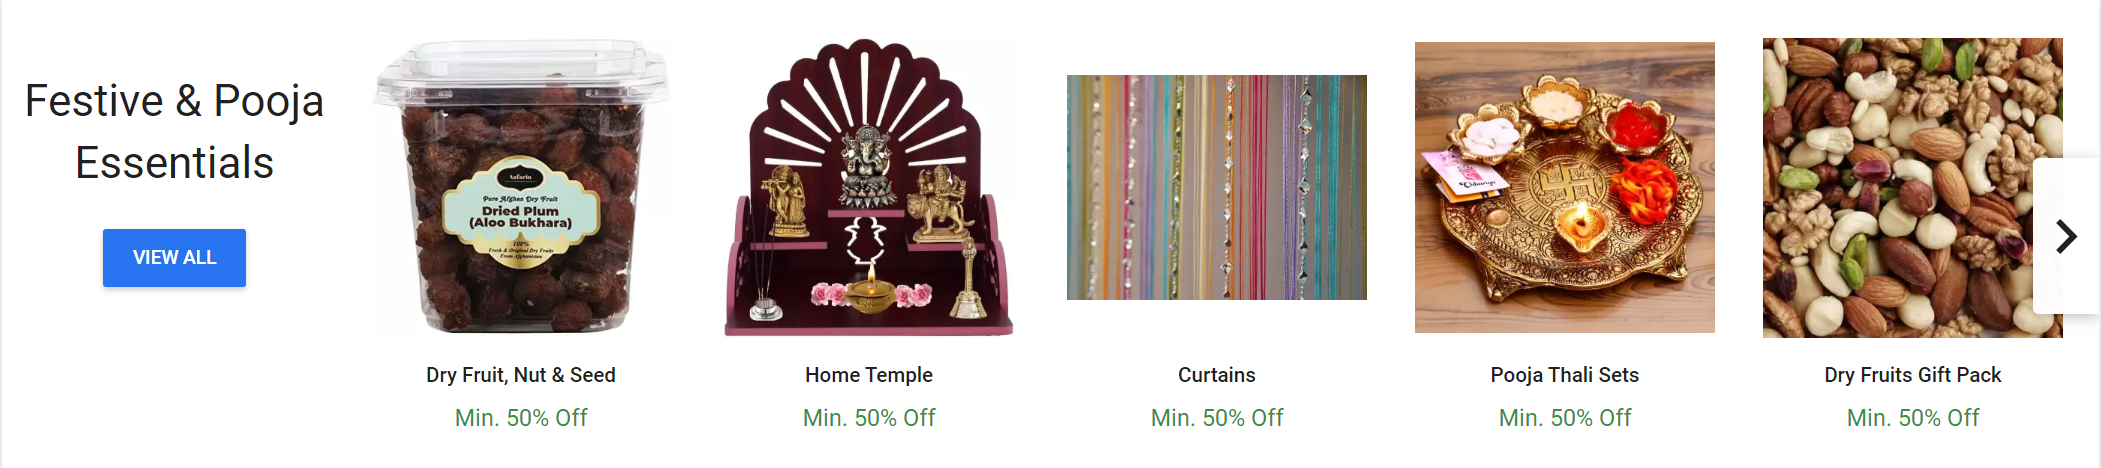 Festive & Pooja
Essentials
VIEW ALL
Aafarin
Pure Afghan Dry Fruit
Dried Plum
(Aloo Bukhara)
100%
Fresh & Original Dry Fruits
From Afghanistan
Dry Fruit, Nut & Seed
Min. 50% Off
Home Temple
Min. 50% Off
Curtains
Min. 50% Off
Pooja Thali Sets
Min. 50% Off
Dry Fruits Gift Pack
Min. 50% Off